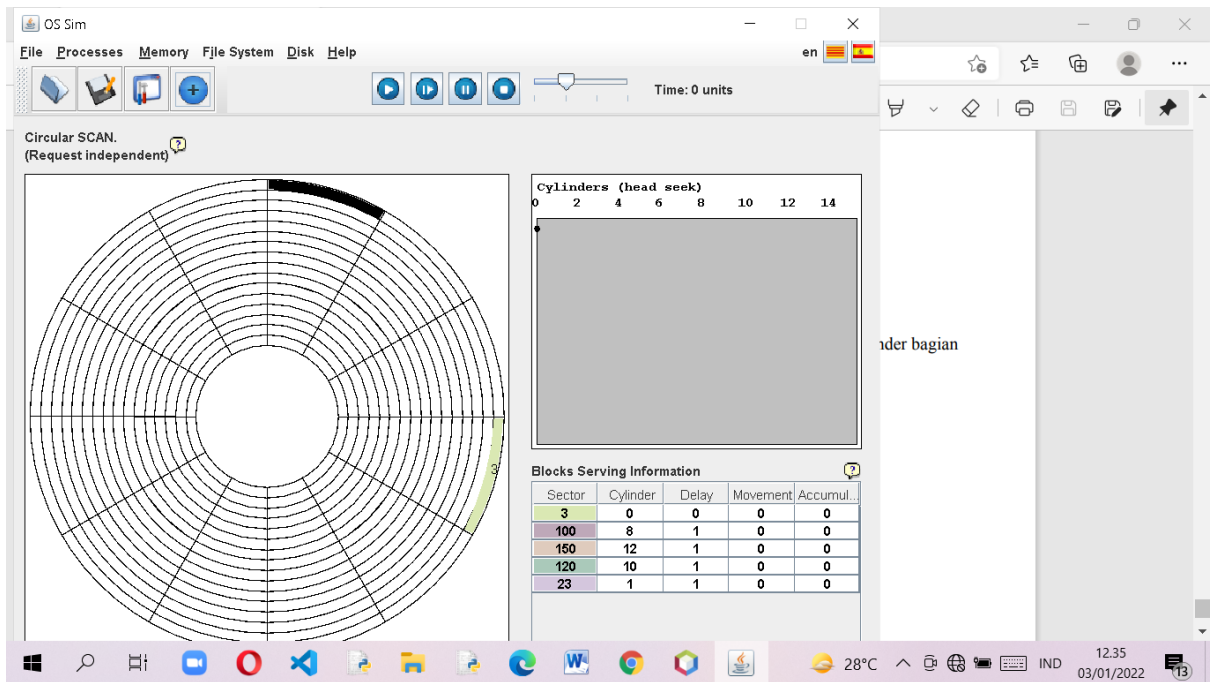 OS Sim
File Processes Memory File System Disk Help
en
Time: 0 units
Circular SCAN.
(Request independent)
Cylinders (head seek)
0 2 4 6 8 10 12 14
3
nder bagian
Blocks Serving Information
Sector Cylinder Delay Movement Accumul...
3 0 0 0 0
100 8 1 0 0
150 12 1 0 0
120 10 1 0 0
23 1 1 0 0
28°C IND 12.35
03/01/2022
13